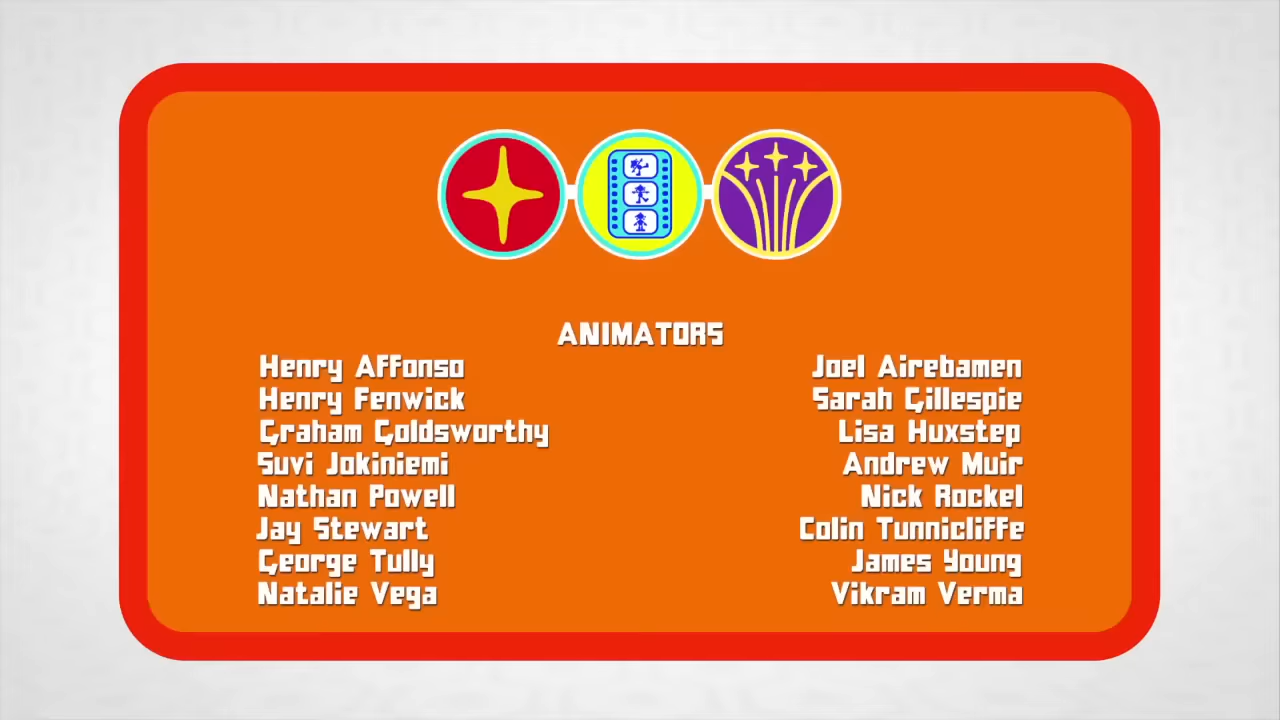 ANIMATORS
Henry Affonso Joel Airebamen
Henry Fenwick Sarah Gillespie
Graham Goldsworthy Lisa Huxstep
Suvi Jokiniemi Andrew Muir
Nathan Powell Nick Rockel
Jay Stewart Colin Tunnicliffe
George Tully James Young
Natalie Vega Vikram Verma